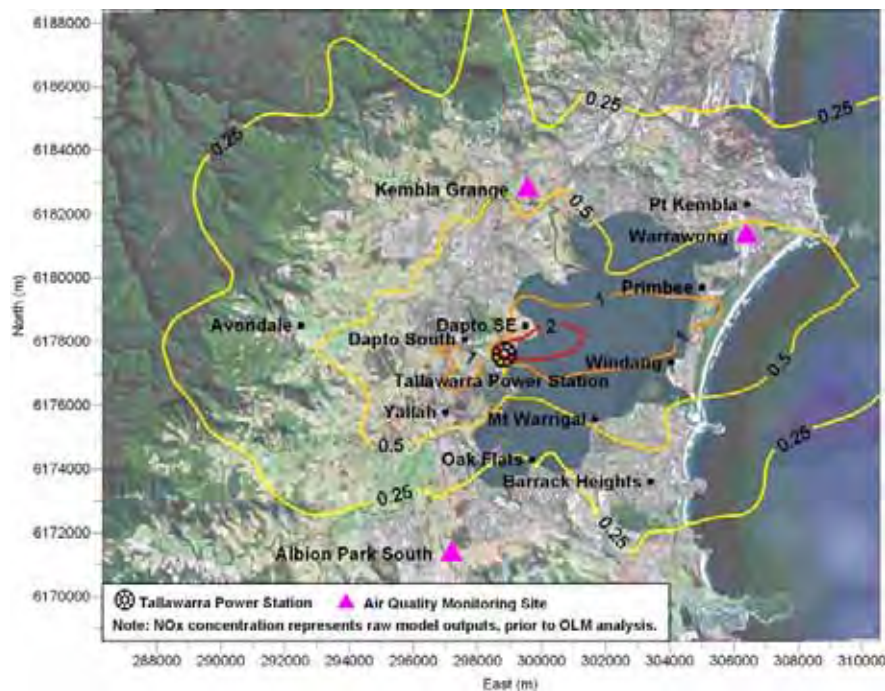 6188000
6186000
6184000
6182000
6180000
6178000
6176000
6174000
6172000
6170000
North (m)
0.25
0.25
0.25
Kembla Grange
0.5
Pt Kembla
Warrawong
Primbee
1
Avondale
Dapto SE
2
Dapto South
1
1
Windang
Tallawarra Power Station
0.5
Yallah
Mt Warrigal
0.5
0.25
Oak Flats
Barrack Heights
0.25
0.25
Albion Park South
Tallawarra Power Station
Air Quality Monitoring Site
Note: NOx concentration represents raw model outputs, prior to OLM analysis.
288000 290000 292000 294000 296000 298000 300000 302000 304000 306000 308000 310000
East (m)